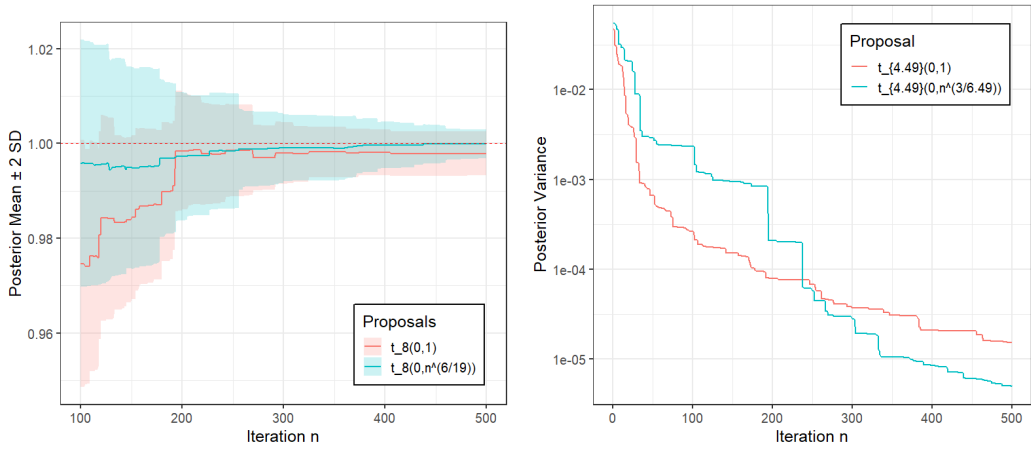 Posterior Mean ± 2 SD
1.02
1.00
0.98
0.96
100
200
300
400
500
Iteration n
Proposals
t_8(0,1)
t_8(0,n^(6/19))
Posterior Variance
1e-02
1e-03
1e-04
1e-05
0
100
200
300
400
500
Iteration n
Proposal
t_{4.49}(0,1)
t_{4.49}(0,n^(3/6.49))